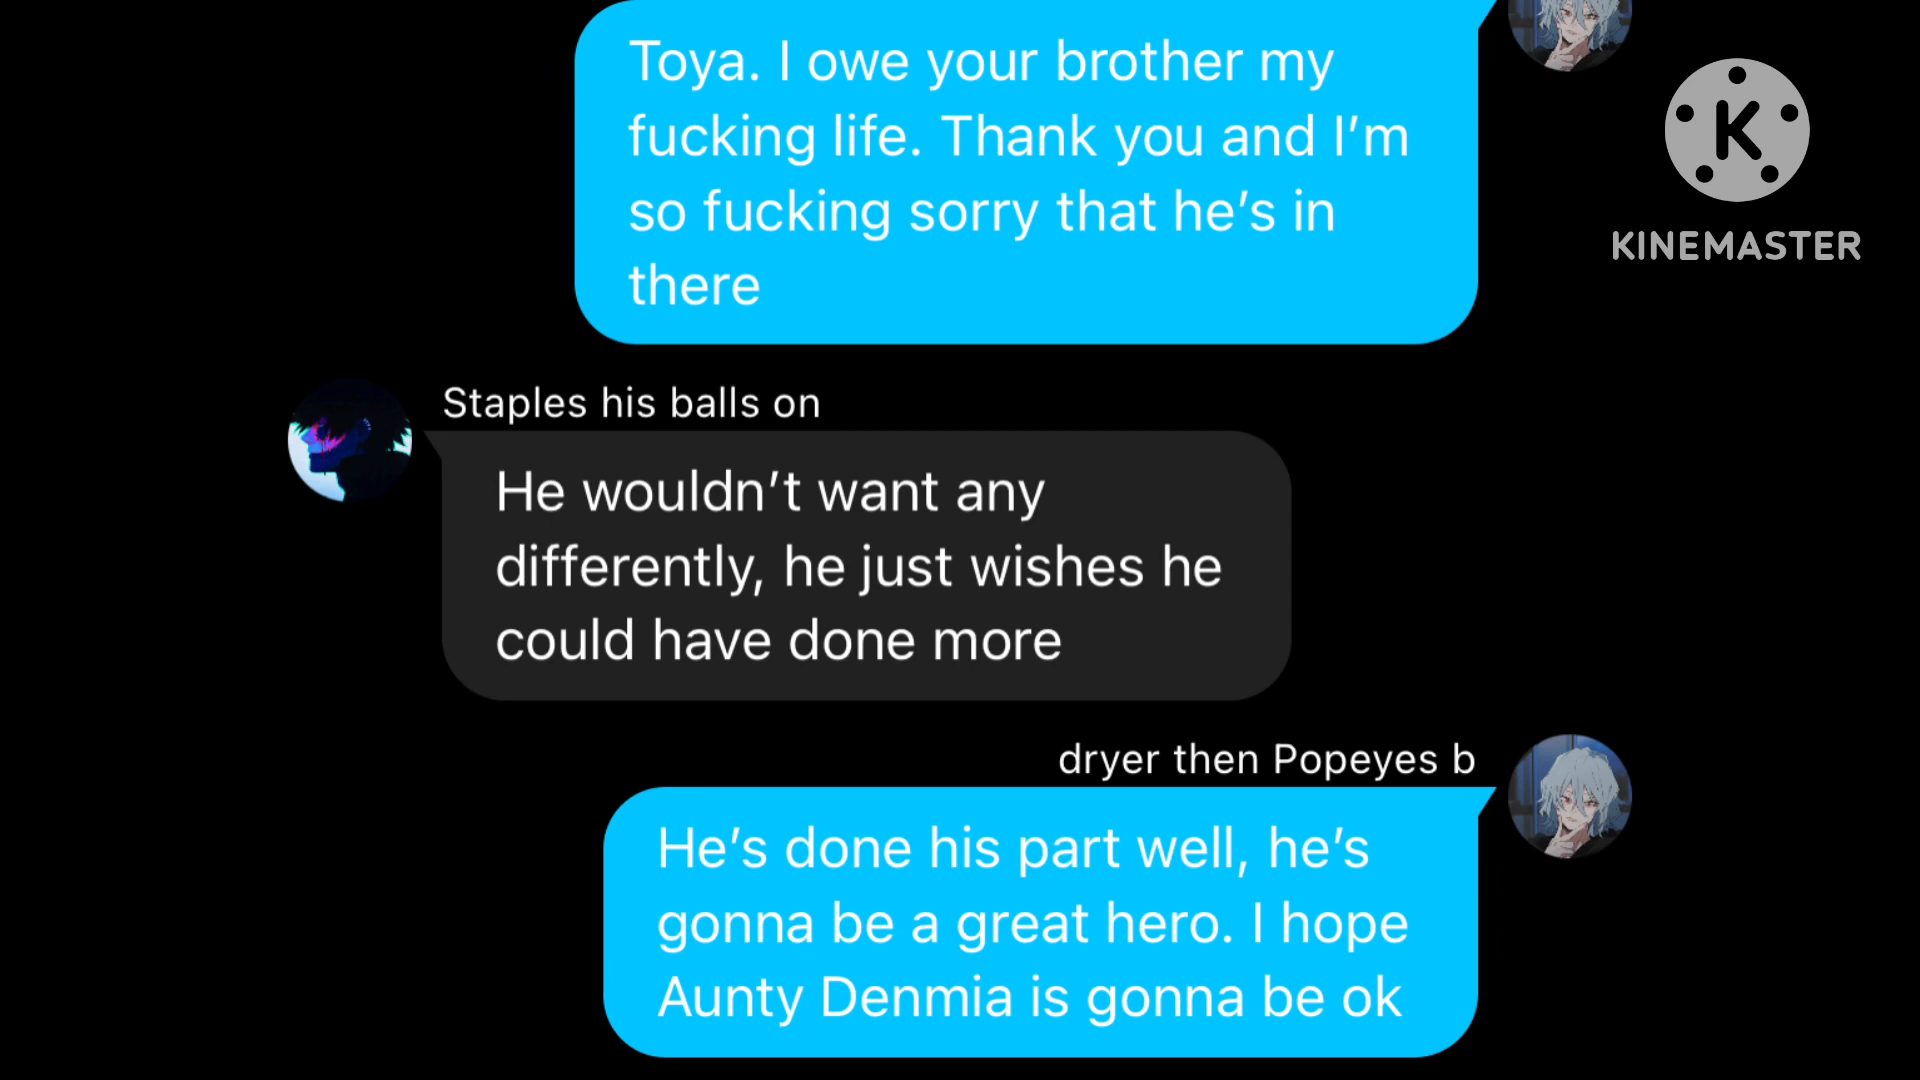 Toya. I owe your brother my
fucking life. Thank you and I’m
so fucking sorry that he’s in
there
K
KINEMASTER
Staples his balls on
He wouldn’t want any
differently, he just wishes he
could have done more
dryer then Popeyes b
He’s done his part well, he’s
gonna be a great hero. I hope
Aunty Denmia is gonna be ok